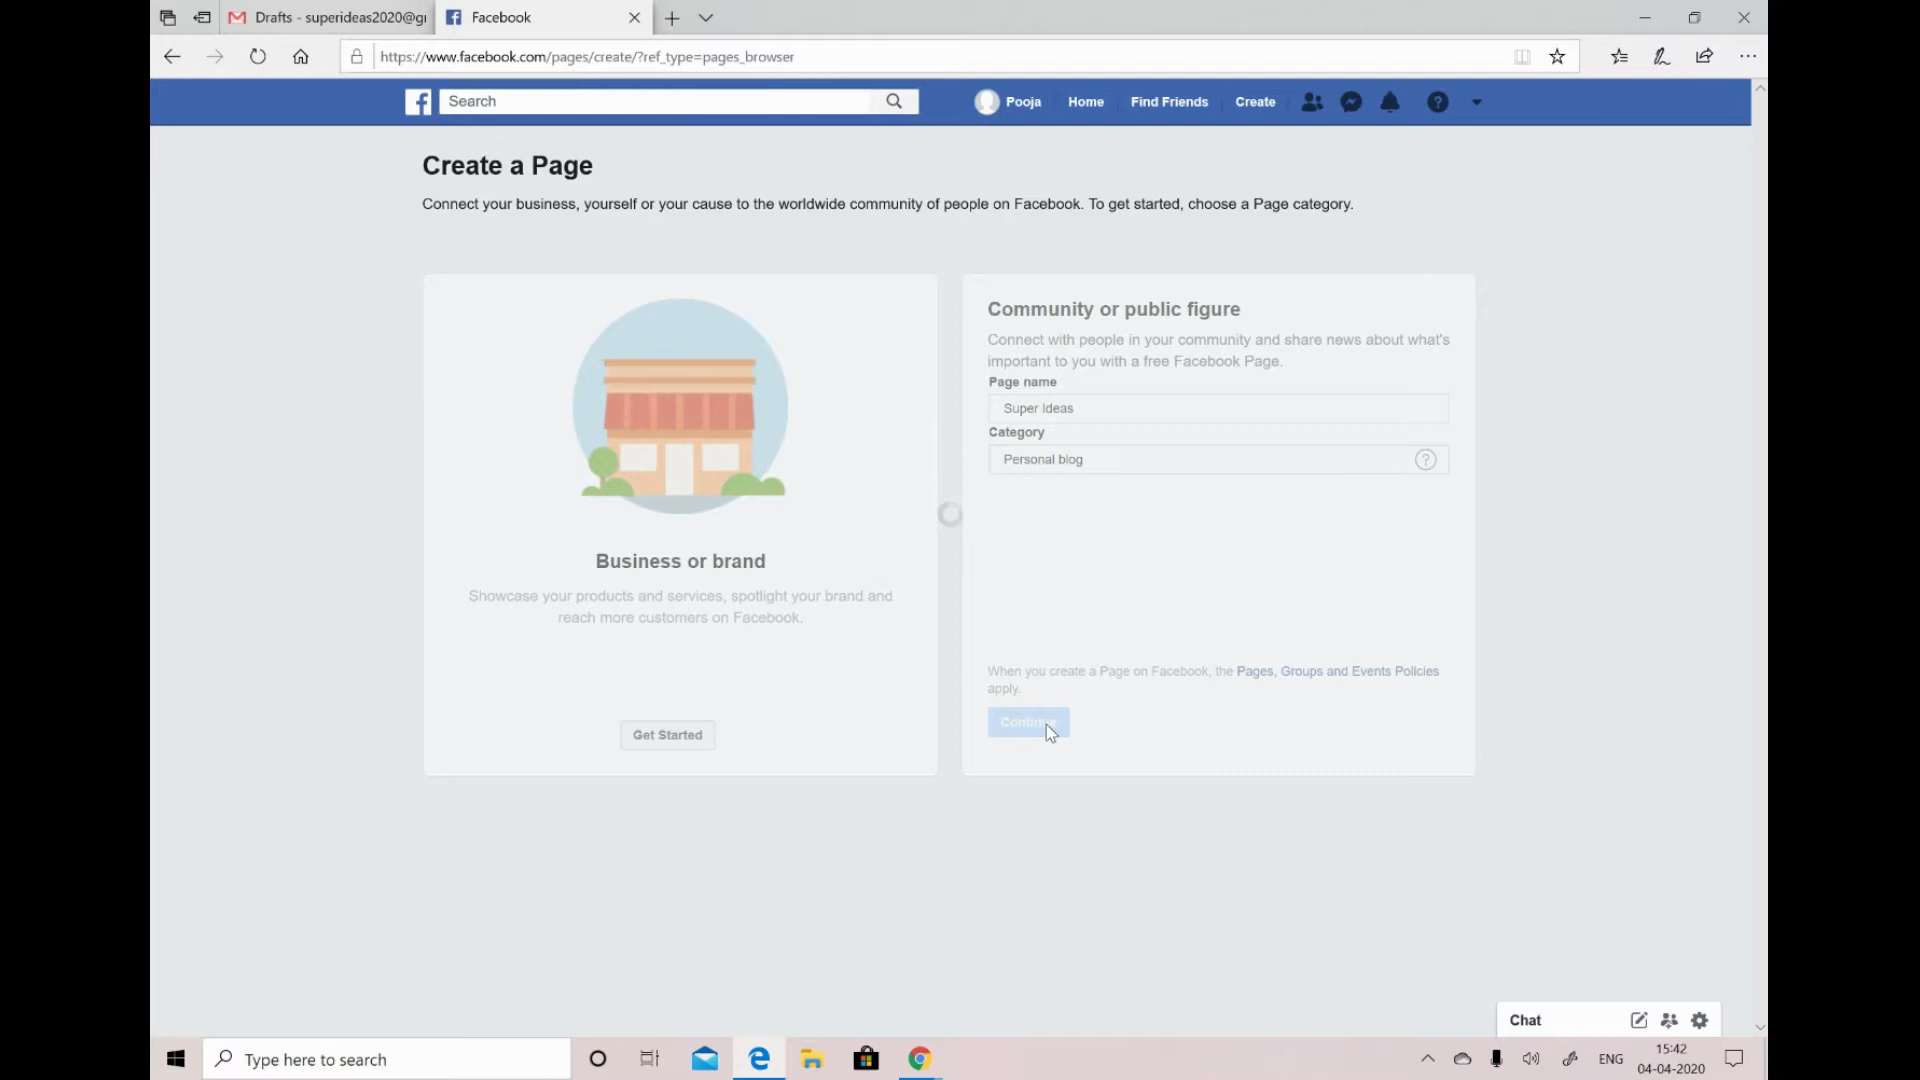 Drafts - superideas2020@g
Facebook
https://www.facebook.com/pages/create/?ref_type=pages_browser
Search
Pooja
Home
Find Friends
Create
Create a Page
Connect your business, yourself or your cause to the worldwide community of people on Facebook. To get started, choose a Page category.
Business or brand
Showcase your products and services, spotlight your brand and
reach more customers on Facebook.
Get Started
Community or public figure
Connect with people in your community and share news about what's
important to you with a free Facebook Page.
Page name
Super Ideas
Category
Personal blog
When you create a Page on Facebook, the Pages, Groups and Events Policies
apply.
Continue
Chat
Type here to search
ENG
15:42
04-04-2020